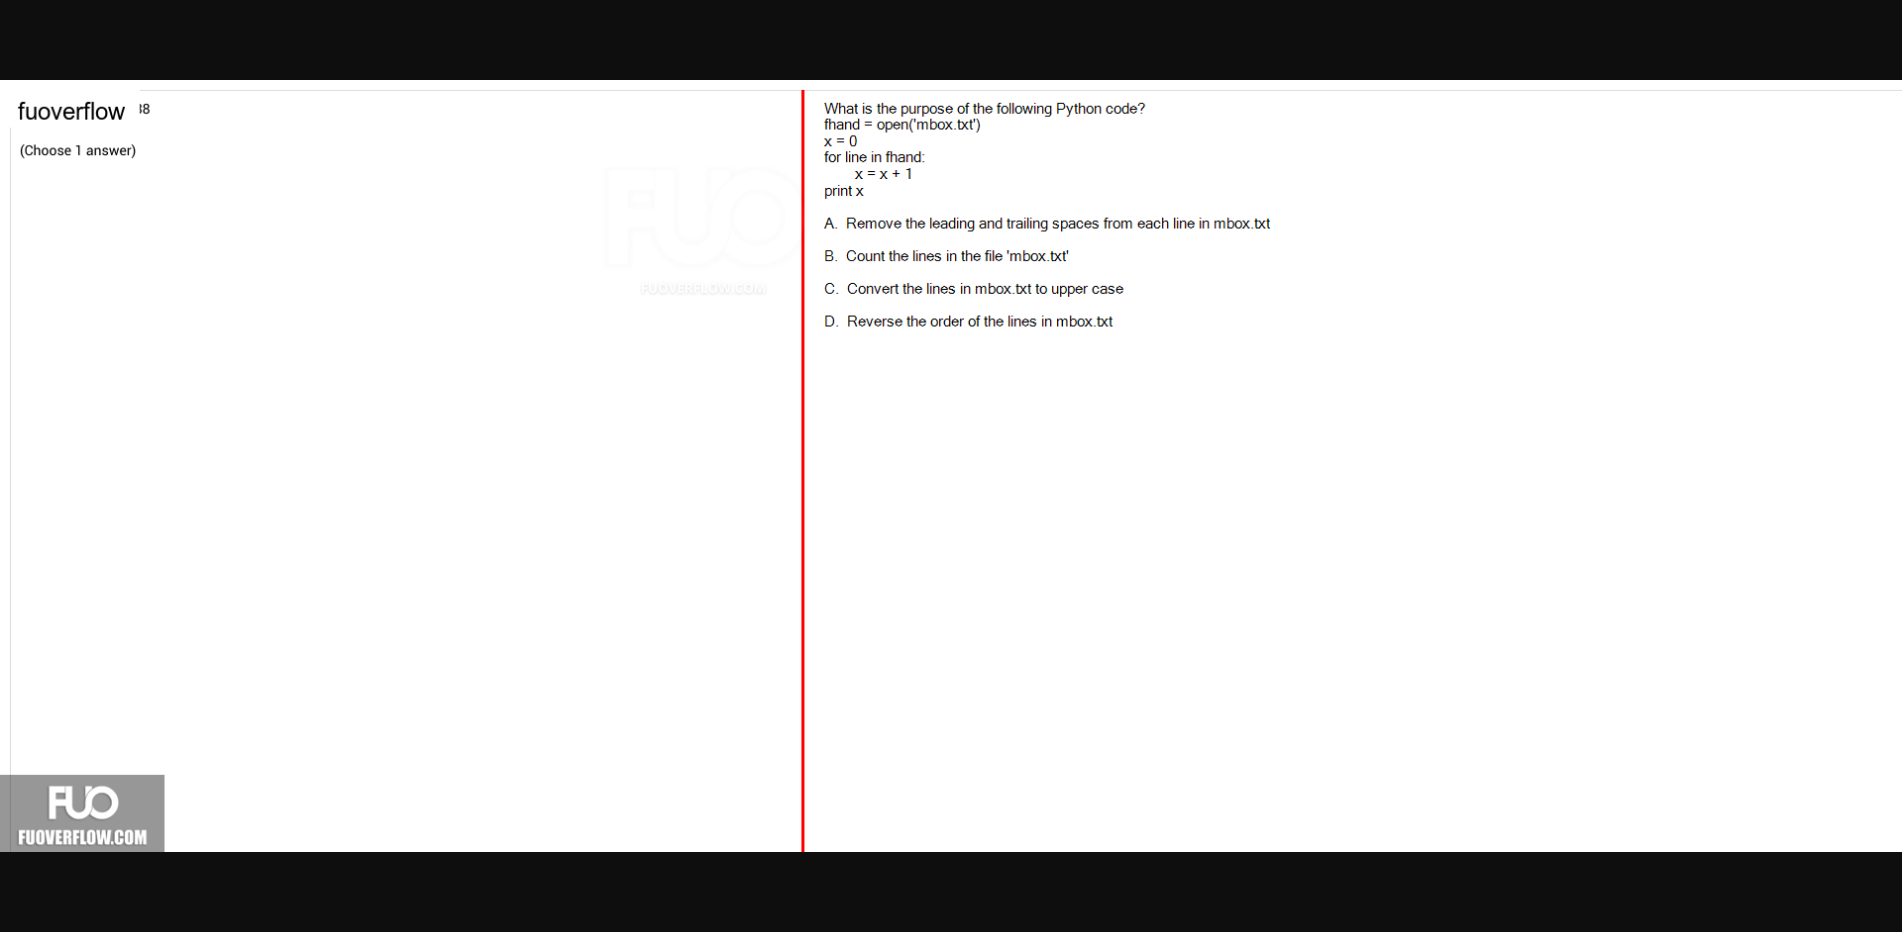 fuoverflow
38
(Choose 1 answer)
What is the purpose of the following Python code?
fhand = open('mbox.txt')
x = 0
for line in fhand:
x = x + 1
print x
A. Remove the leading and trailing spaces from each line in mbox.txt
B. Count the lines in the file 'mbox.txt'
C. Convert the lines in mbox.txt to upper case
D. Reverse the order of the lines in mbox.txt
FUO
FUOVERFLOW.COM
FUO
FUOVERFLOW.COM